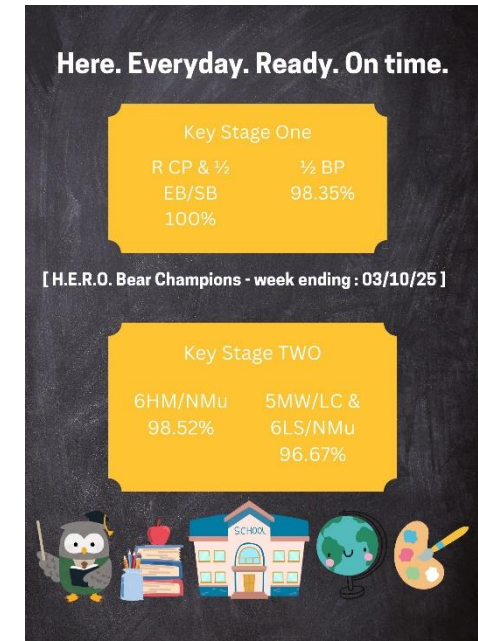 Here. Everyday. Ready. On time.
Key Stage One
R CP & ½ EB/SB 100%
½ BP 98.35%
[ H.E.R.O. Bear Champions - week ending : 03/10/25 ]
Key Stage TWO
6HM/NMu 98.52%
5MW/LC & 6LS/NMu 96.67%
SCHOOL